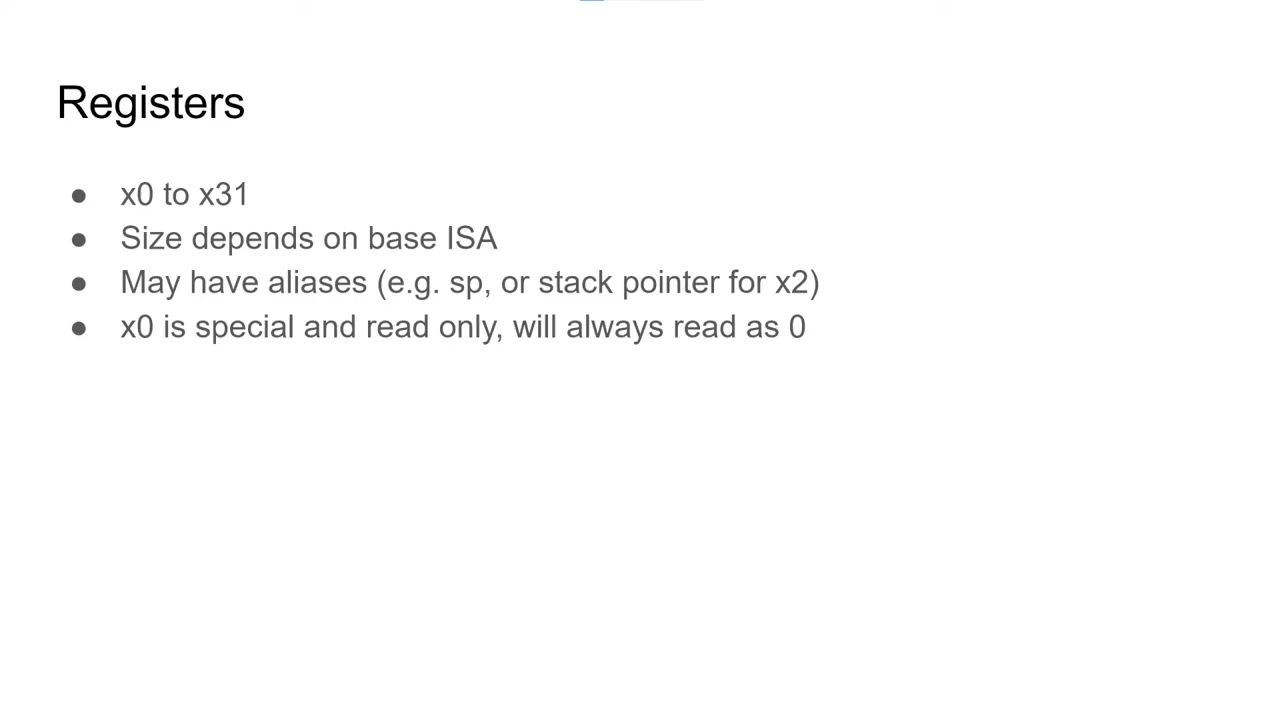 Registers
● x0 to x31
● Size depends on base ISA
● May have aliases (e.g. sp, or stack pointer for x2)
● x0 is special and read only, will always read as 0